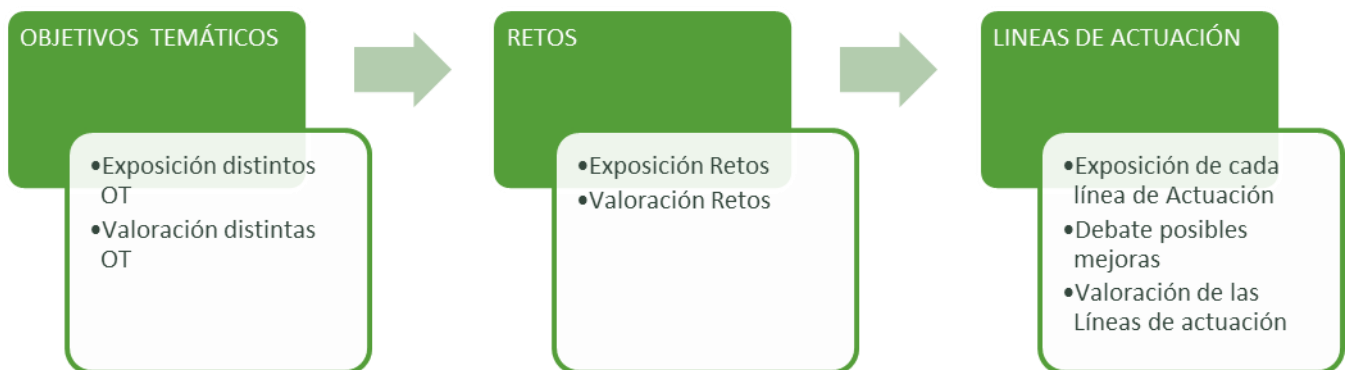 OBJETIVOS  TEMÁTICOS
•Exposición distintos
OT
•Valoración distintas
OT
RETOS
•Exposición Retos
•Valoración Retos
LINEAS DE ACTUACIÓN
•Exposición de cada
línea de Actuación
•Debate posibles
mejoras
•Valoración de las
Líneas de actuación